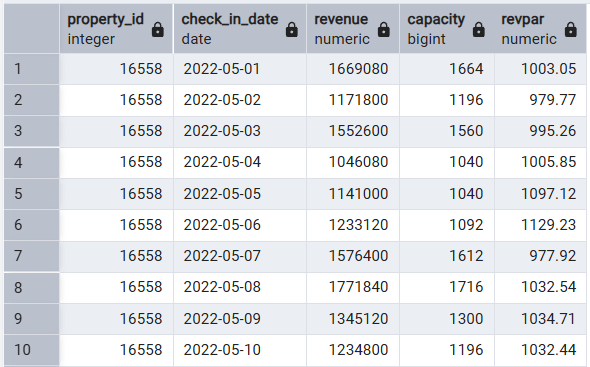 property_id check_in_date revenue capacity revpar
integer date numeric bigint numeric
1 16558 2022-05-01 1669080 1664 1003.05
2 16558 2022-05-02 1171800 1196 979.77
3 16558 2022-05-03 1552600 1560 995.26
4 16558 2022-05-04 1046080 1040 1005.85
5 16558 2022-05-05 1141000 1040 1097.12
6 16558 2022-05-06 1233120 1092 1129.23
7 16558 2022-05-07 1576400 1612 977.92
8 16558 2022-05-08 1771840 1716 1032.54
9 16558 2022-05-09 1345120 1300 1034.71
10 16558 2022-05-10 1234800 1196 1032.44